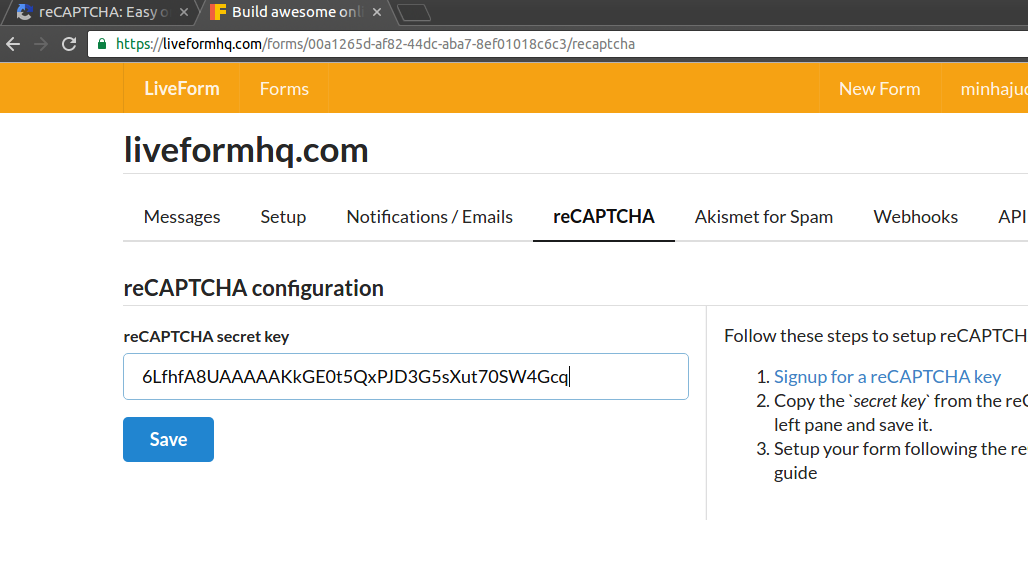 reCAPTCHA: Easy o
Build awesome onl
https://liveformhq.com/forms/00a1265d-af82-44dc-aba7-8ef01018c6c3/recaptcha
LiveForm Forms New Form minhajud
liveformhq.com
Messages Setup Notifications / Emails reCAPTCHA Akismet for Spam Webhooks API
reCAPTCHA configuration
reCAPTCHA secret key
6LfhfA8UAAAAAKkGE0t5QxPJD3G5sXut70SW4Gcq
Save
Follow these steps to setup reCAPTCH
1. Signup for a reCAPTCHA key
2. Copy the `secret key` from the reC
left pane and save it.
3. Setup your form following the re
guide